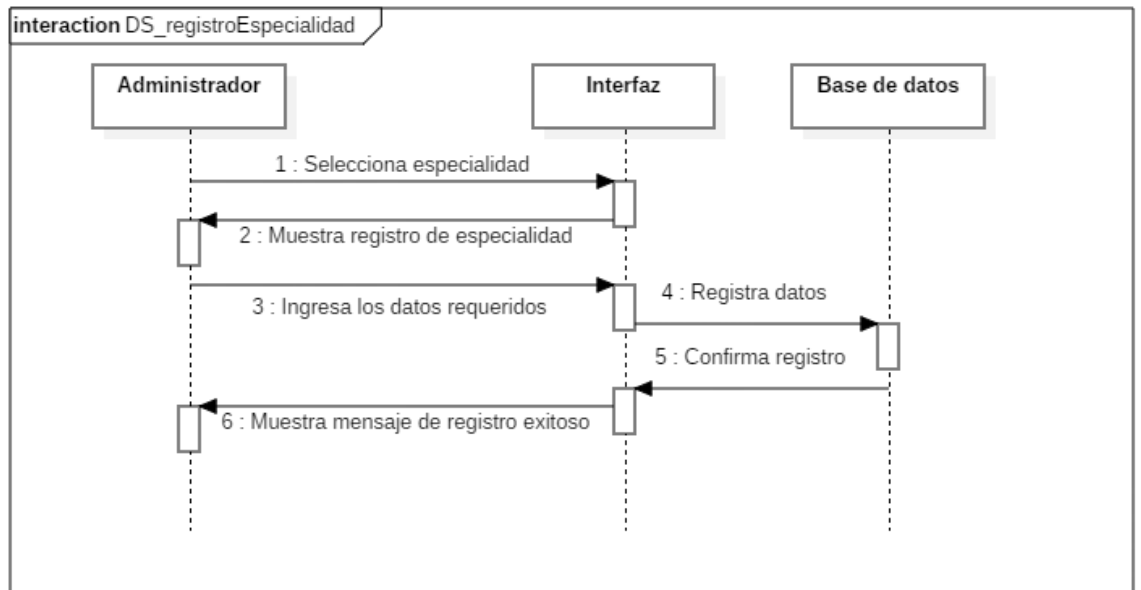 interaction DS_registroEspecialidad
Administrador
Interfaz
Base de datos
1 : Selecciona especialidad
2 : Muestra registro de especialidad
3 : Ingresa los datos requeridos
4 : Registra datos
5 : Confirma registro
6 : Muestra mensaje de registro exitoso